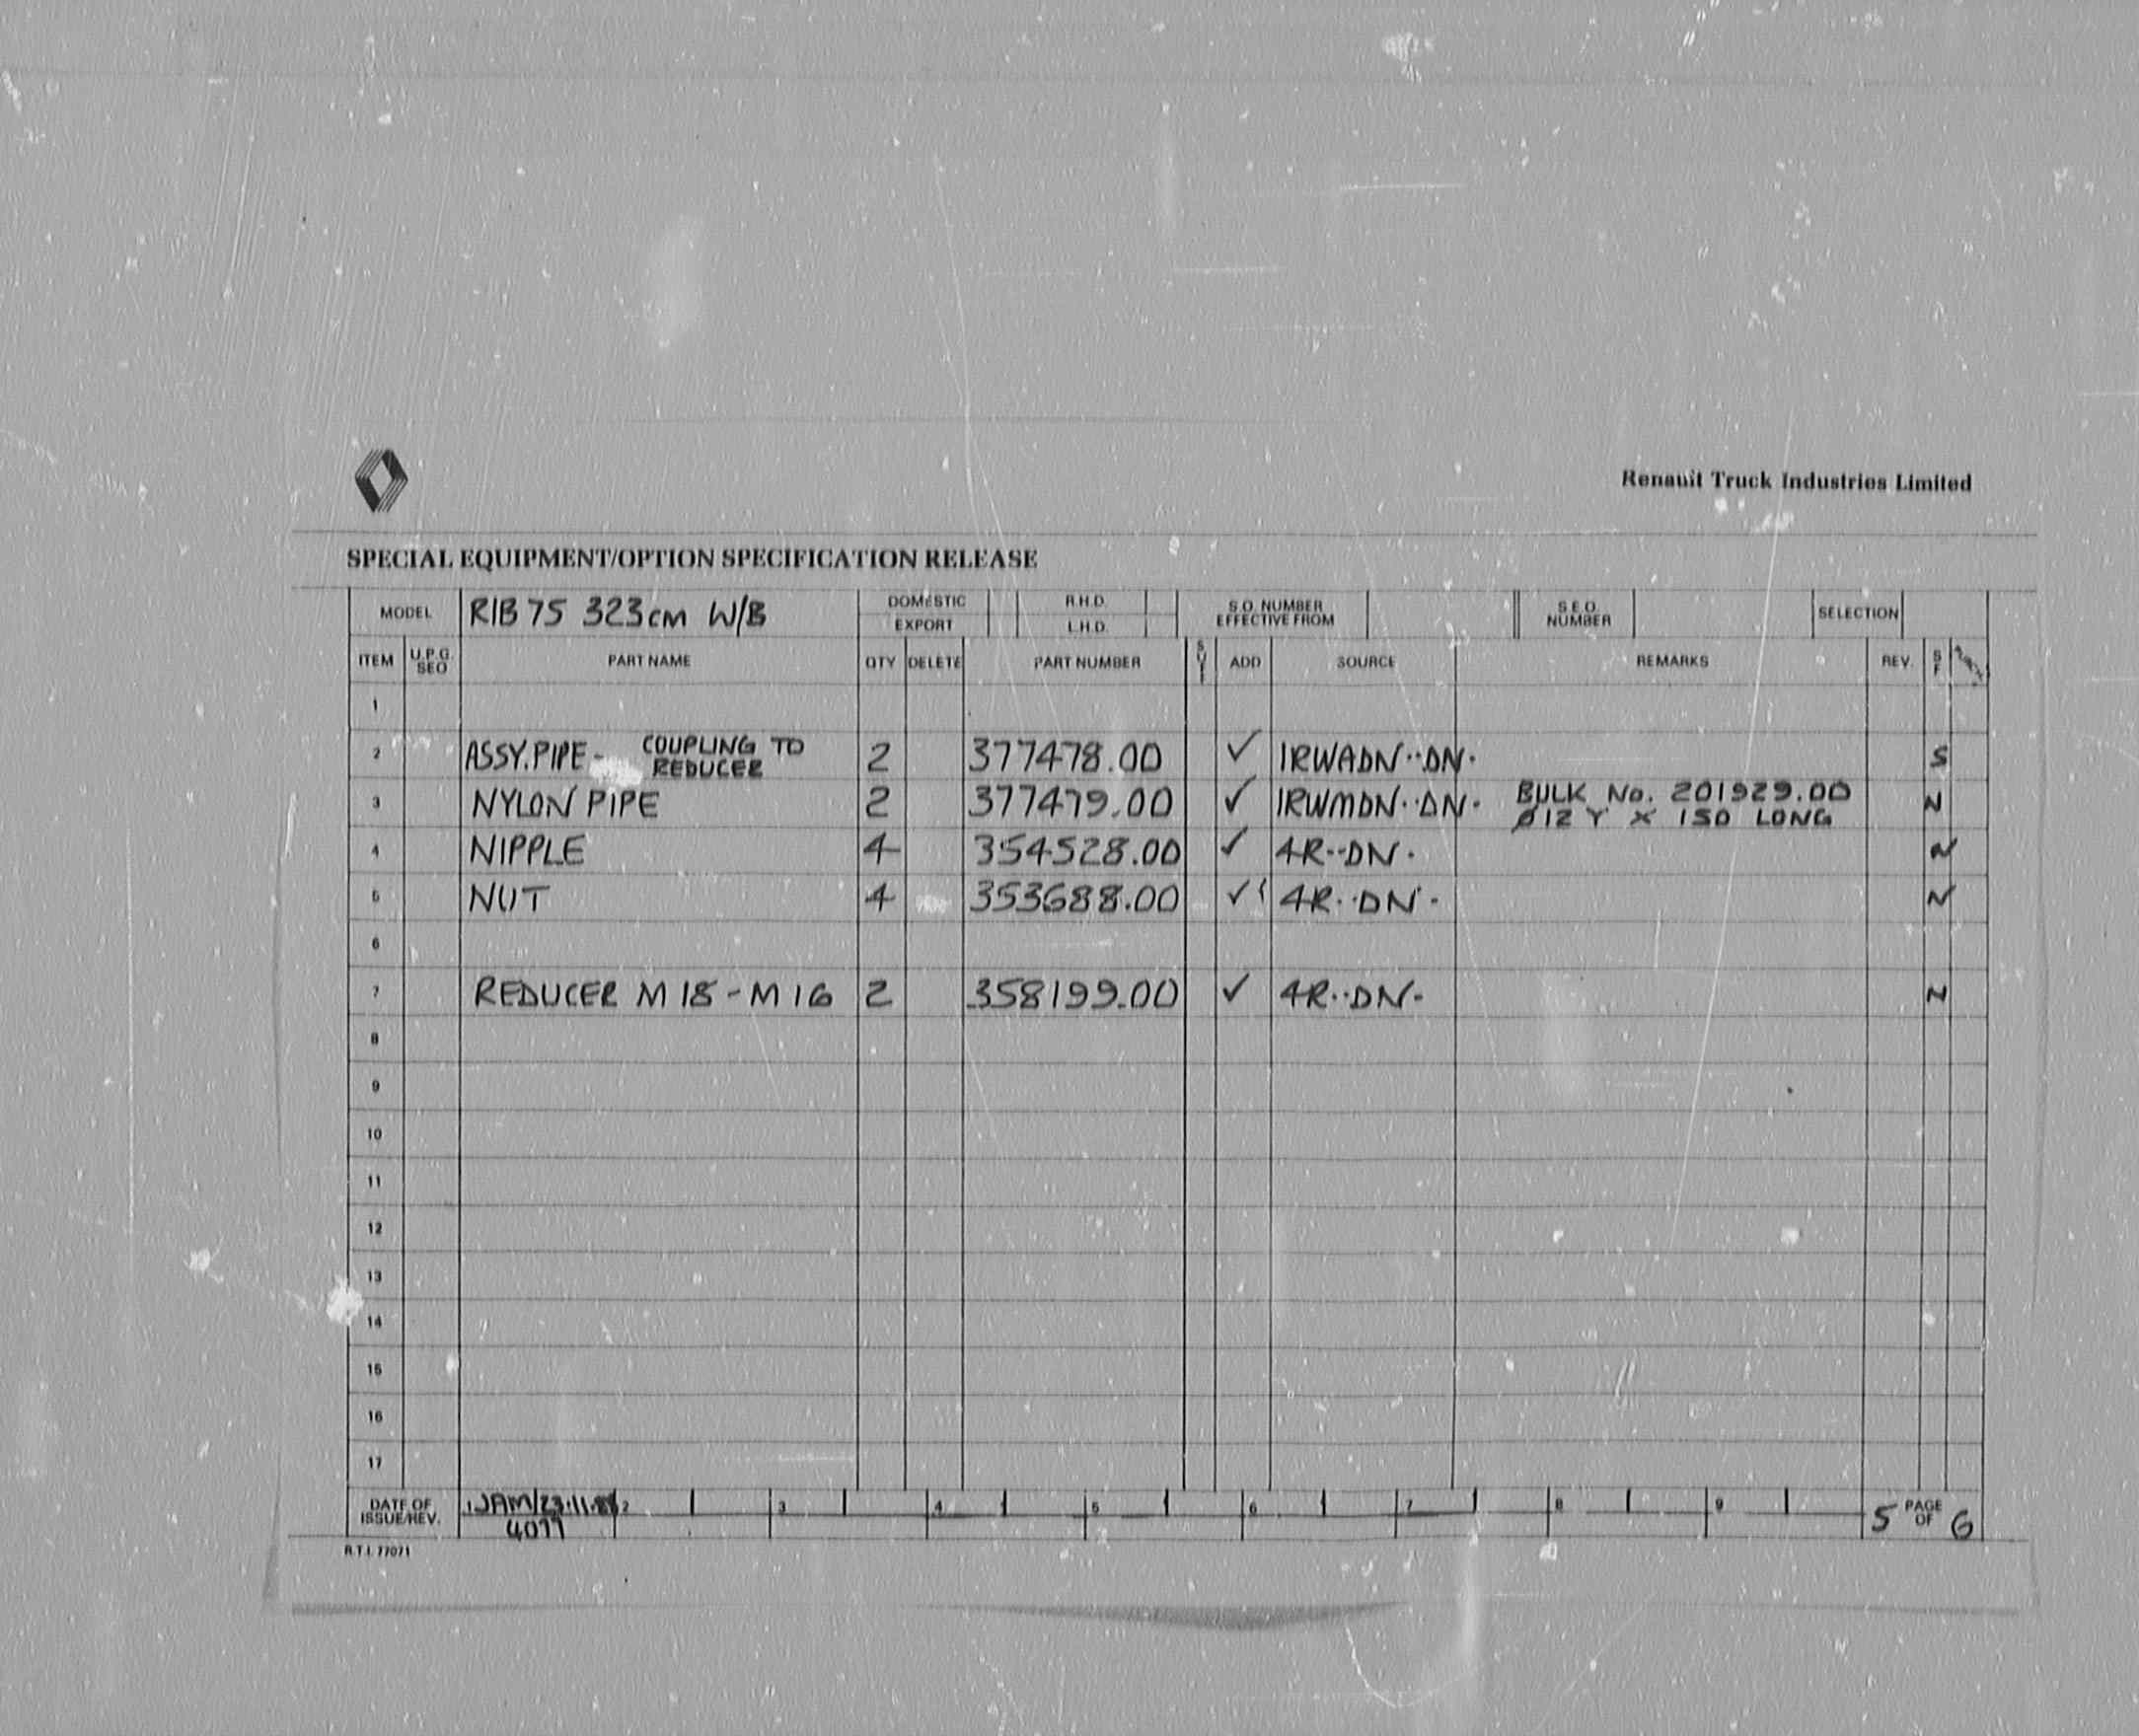 Renault Truck Industries Limited
SPECIAL EQUIPMENT/OPTION SPECIFICATION RELEASE
MODEL RIB 75 323CM W/B DOMESTIC EXPORT R.H.D. L.H.D. S.O. NUMBER EFFECTIVE FROM S.E.O. NUMBER SELECTION
ITEM U.P.G. SEQ PART NAME QTY DELETE PART NUMBER ADD SOURCE REMARKS REV. S F
1
2 ASSY.PIPE- COUPLING TO REDUCER 2 377478.00 ✓ 1RWADN··DN· S
3 NYLON PIPE 2 377479.00 ✓ 1RWMDN··DN· BULK No. 201929.00 Ø12 Y X 150 LONG N
4 NIPPLE 4 354528.00 ✓ 4R··DN· N
5 NUT 4 353688.00 ✓ 4R··DN· N
6
7 REDUCER M18-M16 2 358199.00 ✓ 4R··DN· N
8
9
10
11
12
13
14
15
16
17
DATE OF ISSUE/REV. 1 JAM 4077 2 3 4 5 6 7 8 9 5 PAGE OF 6
R.T.I. 77071